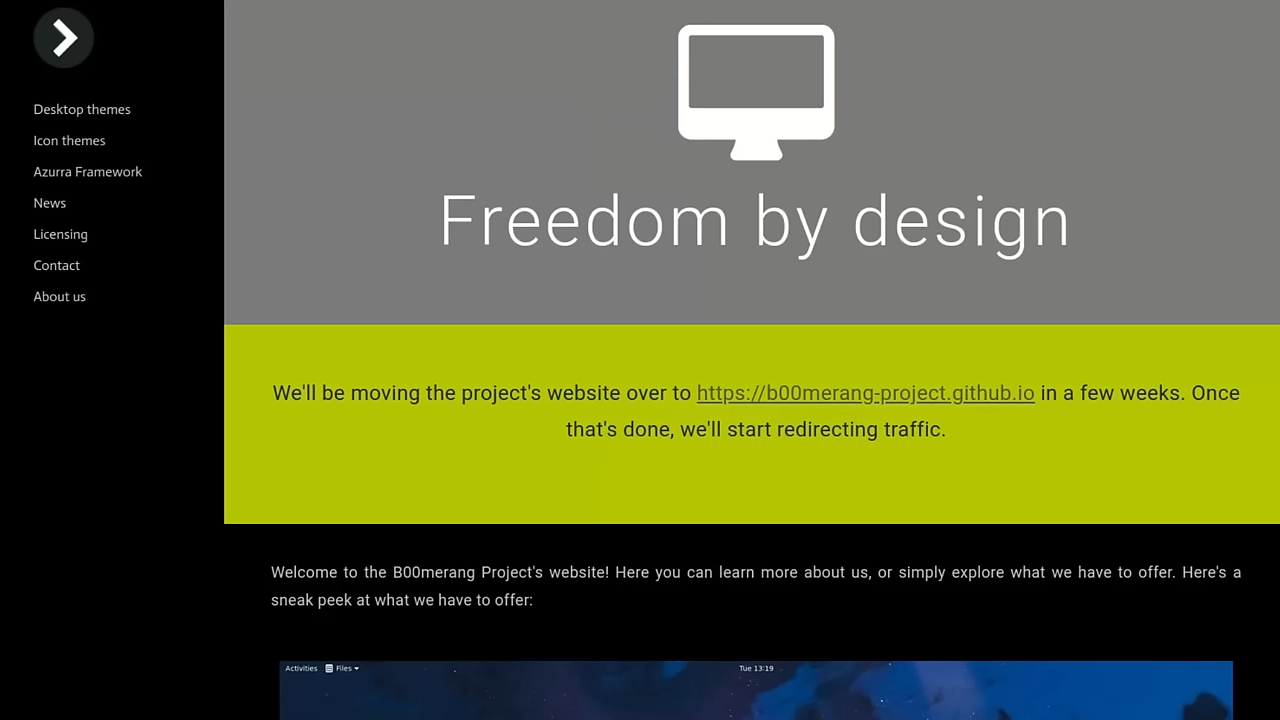 Desktop themes
Icon themes
Azurra Framework
News
Licensing
Contact
About us
Freedom by design
We'll be moving the project's website over to https://b00merang-project.github.io in a few weeks. Once
that's done, we'll start redirecting traffic.
Welcome to the B00merang Project's website! Here you can learn more about us, or simply explore what we have to offer. Here's a
sneak peek at what we have to offer:
Activities Files Tue 13:19